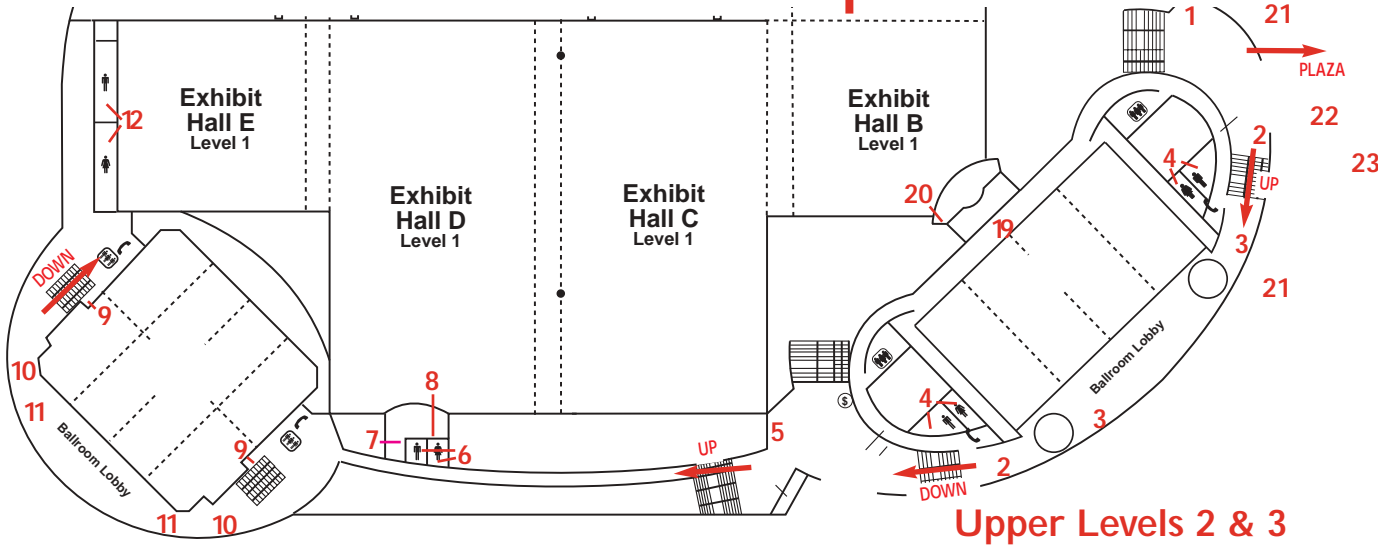 1
21
PLAZA
Exhibit
Hall E
Level 1
12
Exhibit
Hall B
Level 1
22
2
4
UP
23
Exhibit
Hall D
Level 1
Exhibit
Hall C
Level 1
20
19
3
DOWN
9
21
10
11
Ballroom Lobby
8
7
6
9
11
10
5
UP
$
4
Ballroom Lobby
3
2
DOWN
Upper Levels 2 & 3